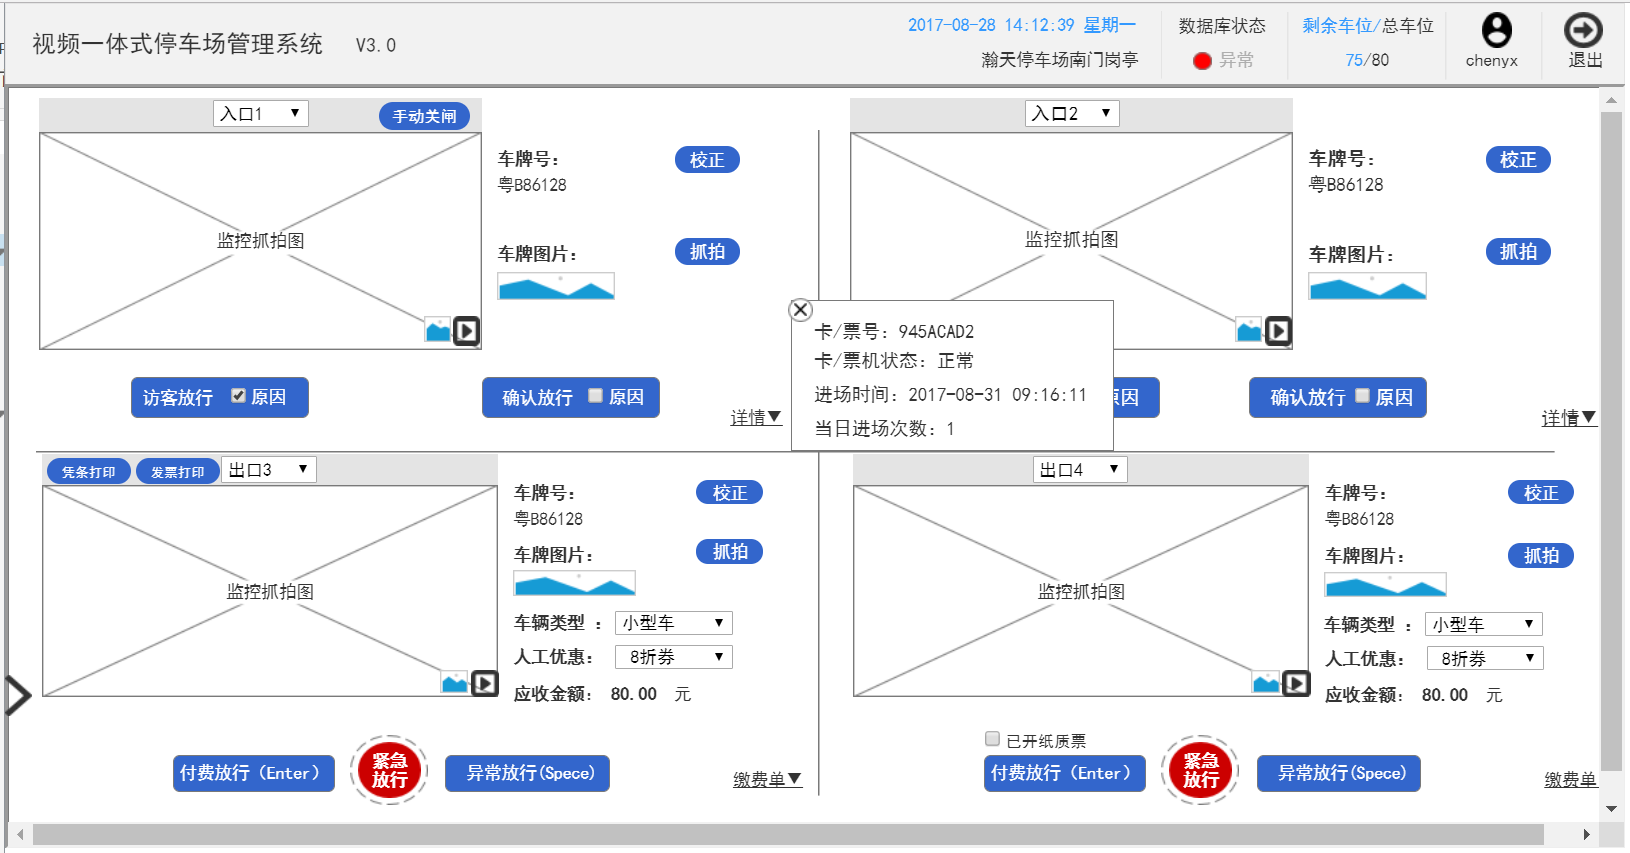 视频一体式停车场管理系统 V3.0
2017-08-28 14:12:39 星期一
瀚天停车场南门岗亭
数据库状态
异常
剩余车位/总车位
75/80
chenyx
退出
入口1
手动关闸
监控抓拍图
车牌号：
校正
粤B86128
车牌图片：
抓拍
访客放行 原因
确认放行 原因
详情▼
入口2
监控抓拍图
车牌号：
校正
粤B86128
车牌图片：
抓拍
原因
确认放行 原因
详情▼
卡/票号：945ACAD2
卡/票机状态：正常
进场时间：2017-08-31 09:16:11
当日进场次数：1
凭条打印
发票打印
出口3
监控抓拍图
车牌号：
校正
粤B86128
车牌图片：
抓拍
车辆类型 ： 小型车
人工优惠： 8折券
应收金额： 80.00 元
付费放行（Enter）
紧急
放行
异常放行(Spece)
缴费单▼
出口4
监控抓拍图
车牌号：
校正
粤B86128
车牌图片：
抓拍
车辆类型 ： 小型车
人工优惠： 8折券
应收金额： 80.00 元
已开纸质票
付费放行（Enter）
紧急
放行
异常放行(Spece)
缴费单